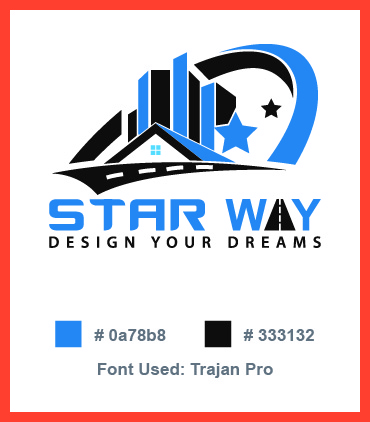 STAR WAY
DESIGN YOUR DREAMS
# 0a78b8 # 333132
Font Used: Trajan Pro